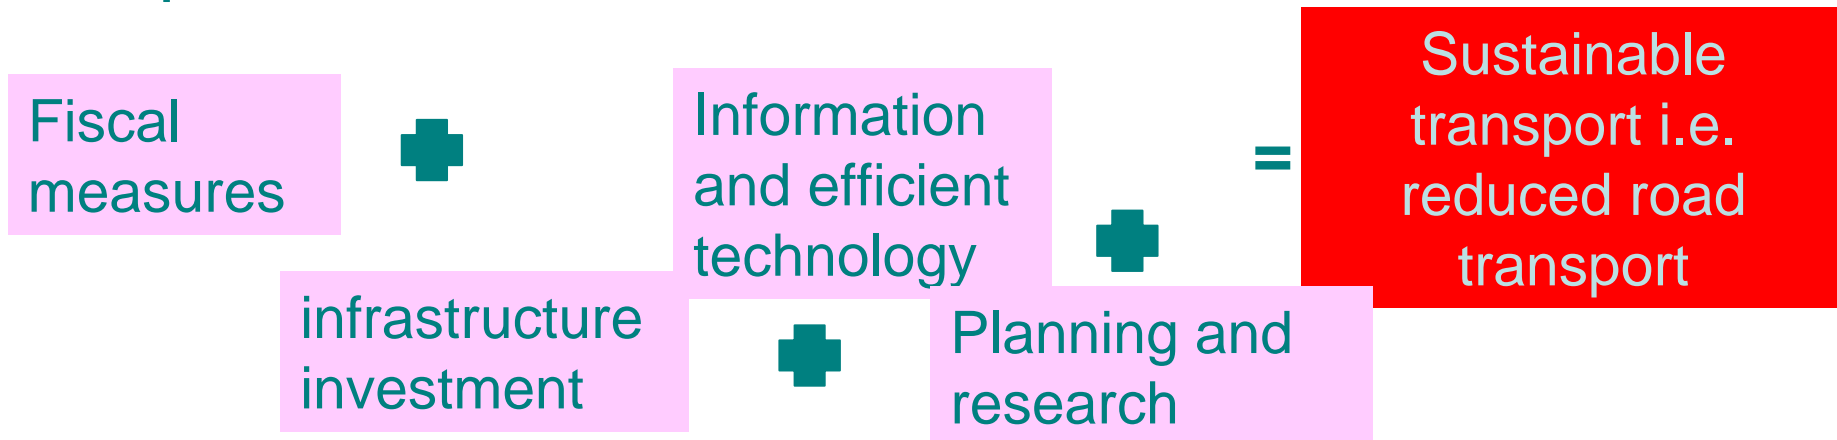 Fiscal
measures
infrastructure
investment
Information
and efficient
technology
Planning and
research
=
Sustainable
transport i.e.
reduced road
transport